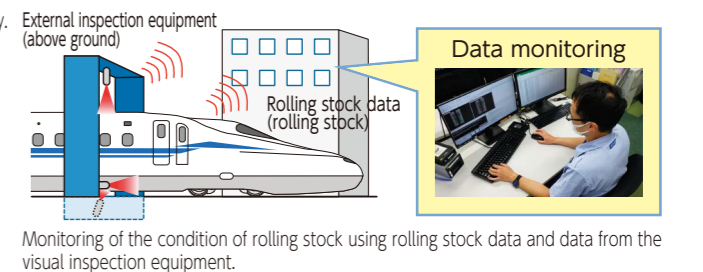 y.
External inspection equipment
(above ground)
Data monitoring
Rolling stock data
(rolling stock)
Monitoring of the condition of rolling stock using rolling stock data and data from the
visual inspection equipment.